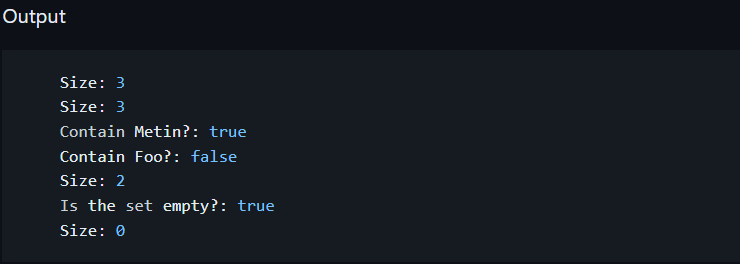 Output
Size: 3
Size: 3
Contain Metin?: true
Contain Foo?: false
Size: 2
Is the set empty?: true
Size: 0